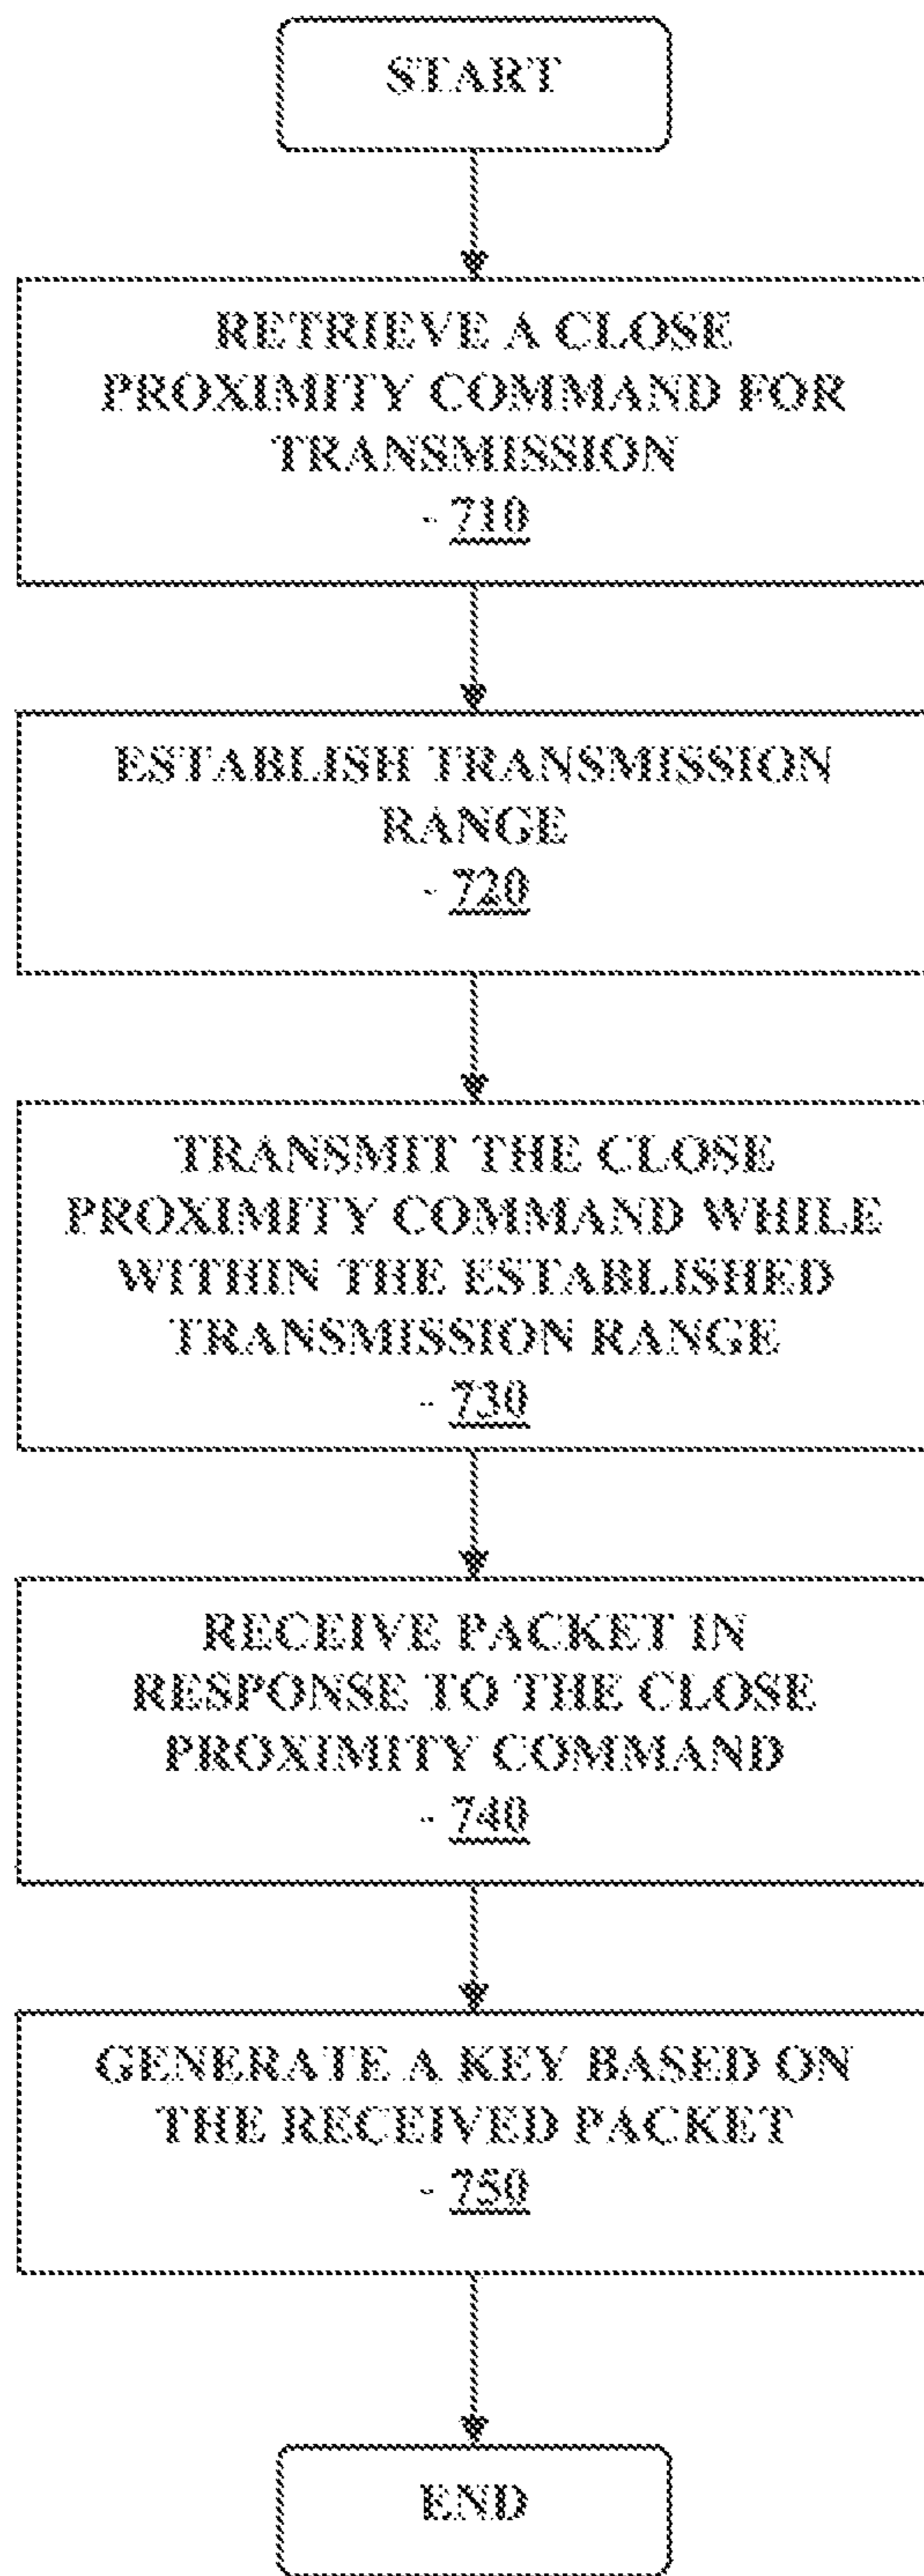 START
RETRIEVE A CLOSE
PROXIMITY COMMAND FOR
TRANSMISSION
- 710
ESTABLISH TRANSMISSION
RANGE
- 720
TRANSMIT THE CLOSE
PROXIMITY COMMAND WHILE
WITHIN THE ESTABLISHED
TRANSMISSION RANGE
- 730
RECEIVE PACKET IN
RESPONSE TO THE CLOSE
PROXIMITY COMMAND
- 740
GENERATE A KEY BASED ON
THE RECEIVED PACKET
- 750
END